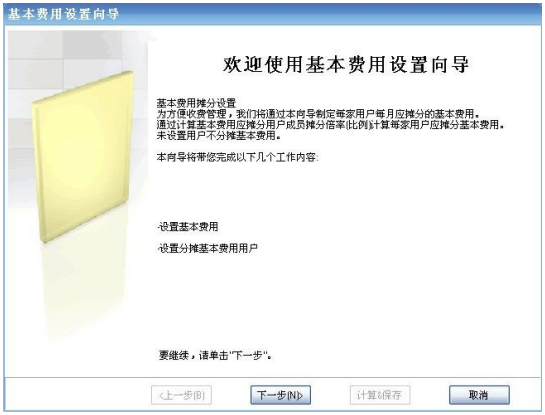 基本费用设置向导
欢迎使用基本费用设置向导
基本费用摊分设置
为方便收费管理，我们将通过本向导制定每家用户每月应摊分的基本费用。
通过计算基本费用应摊分用户成员摊分倍率(比例)计算每家用户应摊分基本费用。
未设置用户不分摊基本费用。
本向导将带您完成以下几个工作内容:
·设置基本费用
·设置分摊基本费用用户
要继续，请单击"下一步"。
<上一步(B)
下一步(N)>
计算&保存
取消